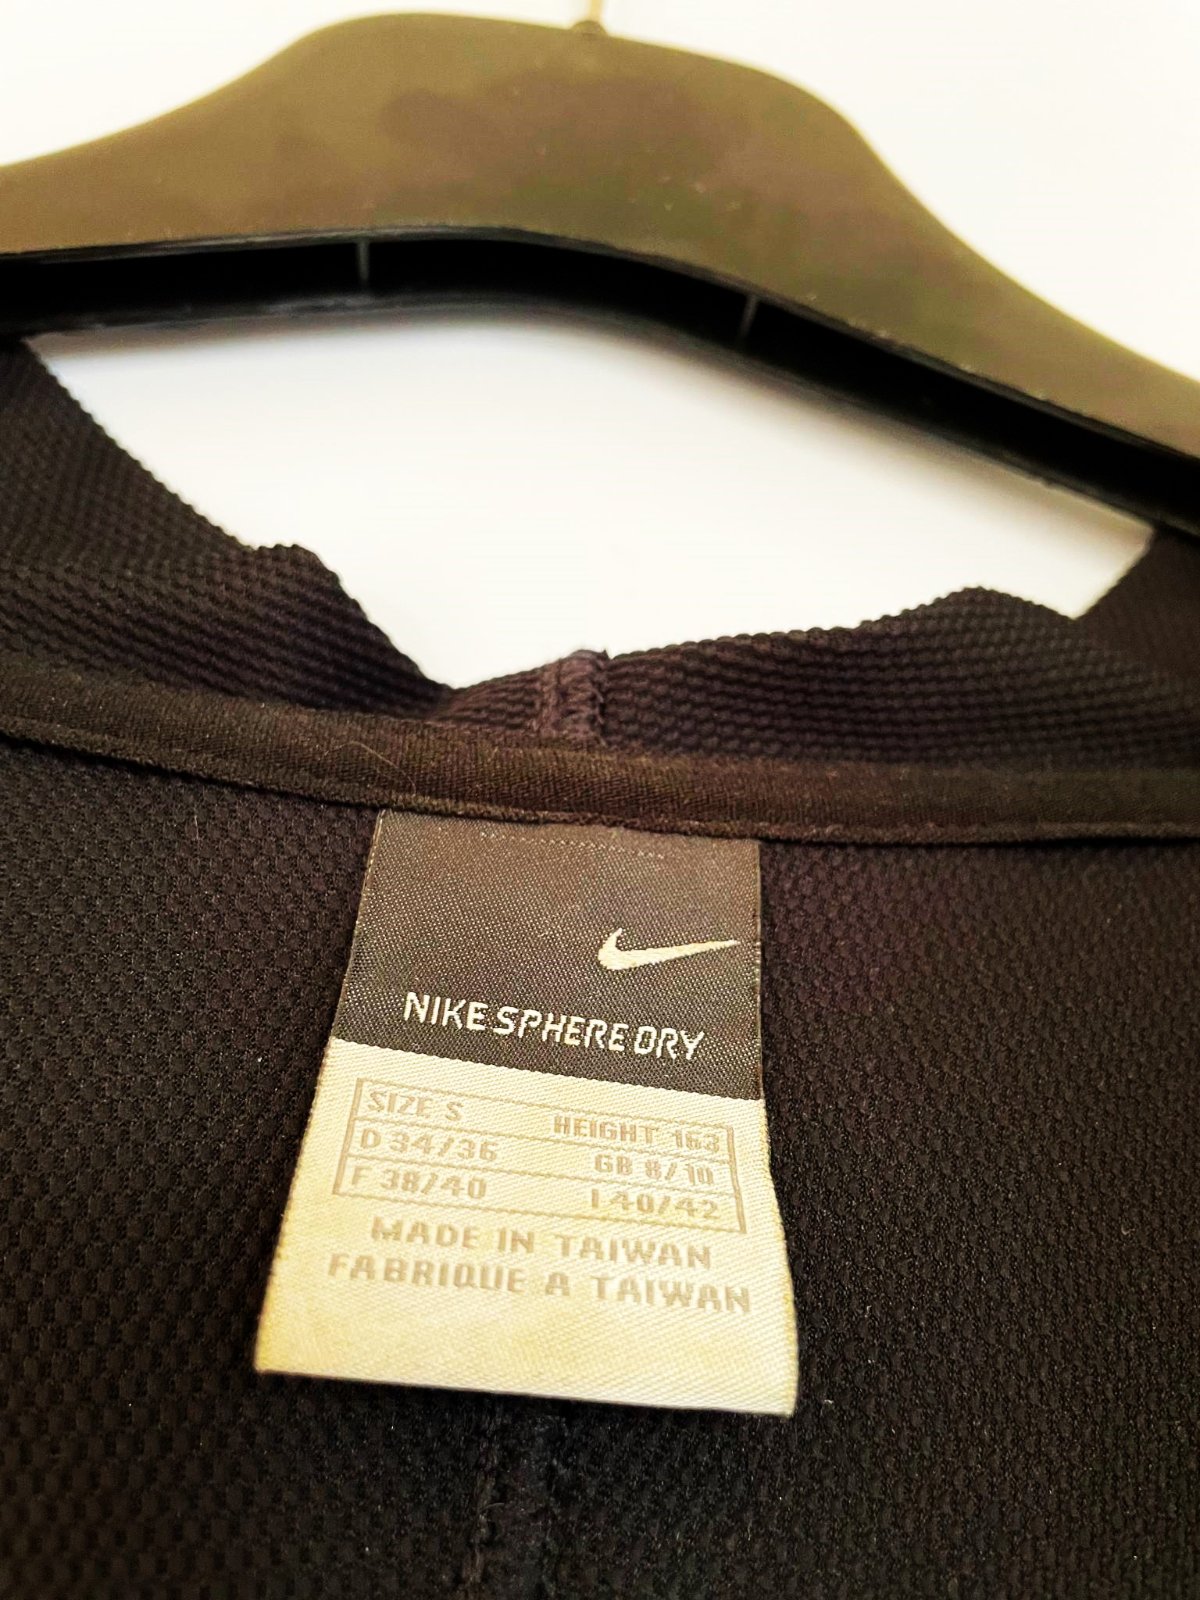 NIKE SPHERE DRY
SIZE S HEIGHT 163
D 34/36 GB 8/10
F 38/40 I 40/42
MADE IN TAIWAN
FABRIQUE A TAIWAN